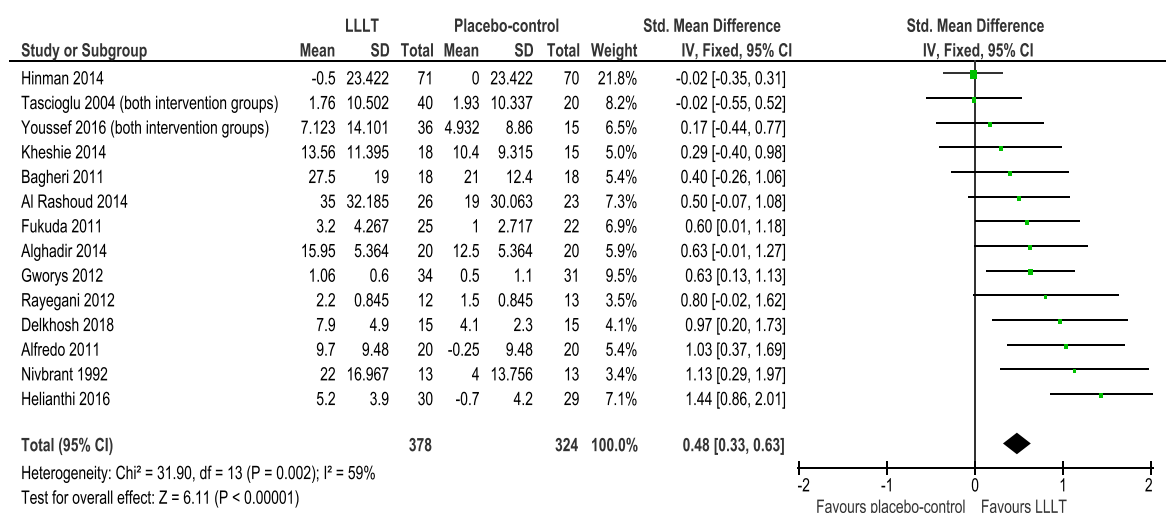 LLLT Placebo-control Std. Mean Difference Std. Mean Difference
Study or Subgroup Mean SD Total Mean SD Total Weight IV, Fixed, 95% CI IV, Fixed, 95% CI
Hinman 2014 -0.5 23.422 71 0 23.422 70 21.8% -0.02 [-0.35, 0.31]
Tascioglu 2004 (both intervention groups) 1.76 10.502 40 1.93 10.337 20 8.2% -0.02 [-0.55, 0.52]
Youssef 2016 (both intervention groups) 7.123 14.101 36 4.932 8.86 15 6.5% 0.17 [-0.44, 0.77]
Kheshie 2014 13.56 11.395 18 10.4 9.315 15 5.0% 0.29 [-0.40, 0.98]
Bagheri 2011 27.5 19 18 21 12.4 18 5.4% 0.40 [-0.26, 1.06]
Al Rashoud 2014 35 32.185 26 19 30.063 23 7.3% 0.50 [-0.07, 1.08]
Fukuda 2011 3.2 4.267 25 1 2.717 22 6.8% 0.60 [0.01, 1.18]
Alghadir 2014 15.95 5.364 20 12.5 5.364 20 5.9% 0.63 [-0.01, 1.27]
Gworys 2012 1.06 0.6 34 0.5 1.1 31 9.5% 0.63 [0.13, 1.13]
Rayegani 2012 2.2 0.845 12 1.5 0.845 13 3.5% 0.80 [-0.02, 1.62]
Delkhosh 2018 7.9 4.9 15 4.1 2.3 15 4.1% 0.97 [0.20, 1.73]
Alfredo 2011 9.7 9.48 20 -0.25 9.48 20 5.4% 1.03 [0.37, 1.69]
Nivbrant 1992 22 16.967 13 4 13.756 13 3.4% 1.13 [0.29, 1.97]
Helianthi 2016 5.2 3.9 30 -0.7 4.2 29 7.1% 1.44 [0.86, 2.01]
Total (95% CI) 378 324 100.0% 0.48 [0.33, 0.63]
Heterogeneity: Chi² = 31.90, df = 13 (P = 0.002); I² = 59%
Test for overall effect: Z = 6.11 (P < 0.00001)
-2 -1 0 1 2
Favours placebo-control Favours LLLT